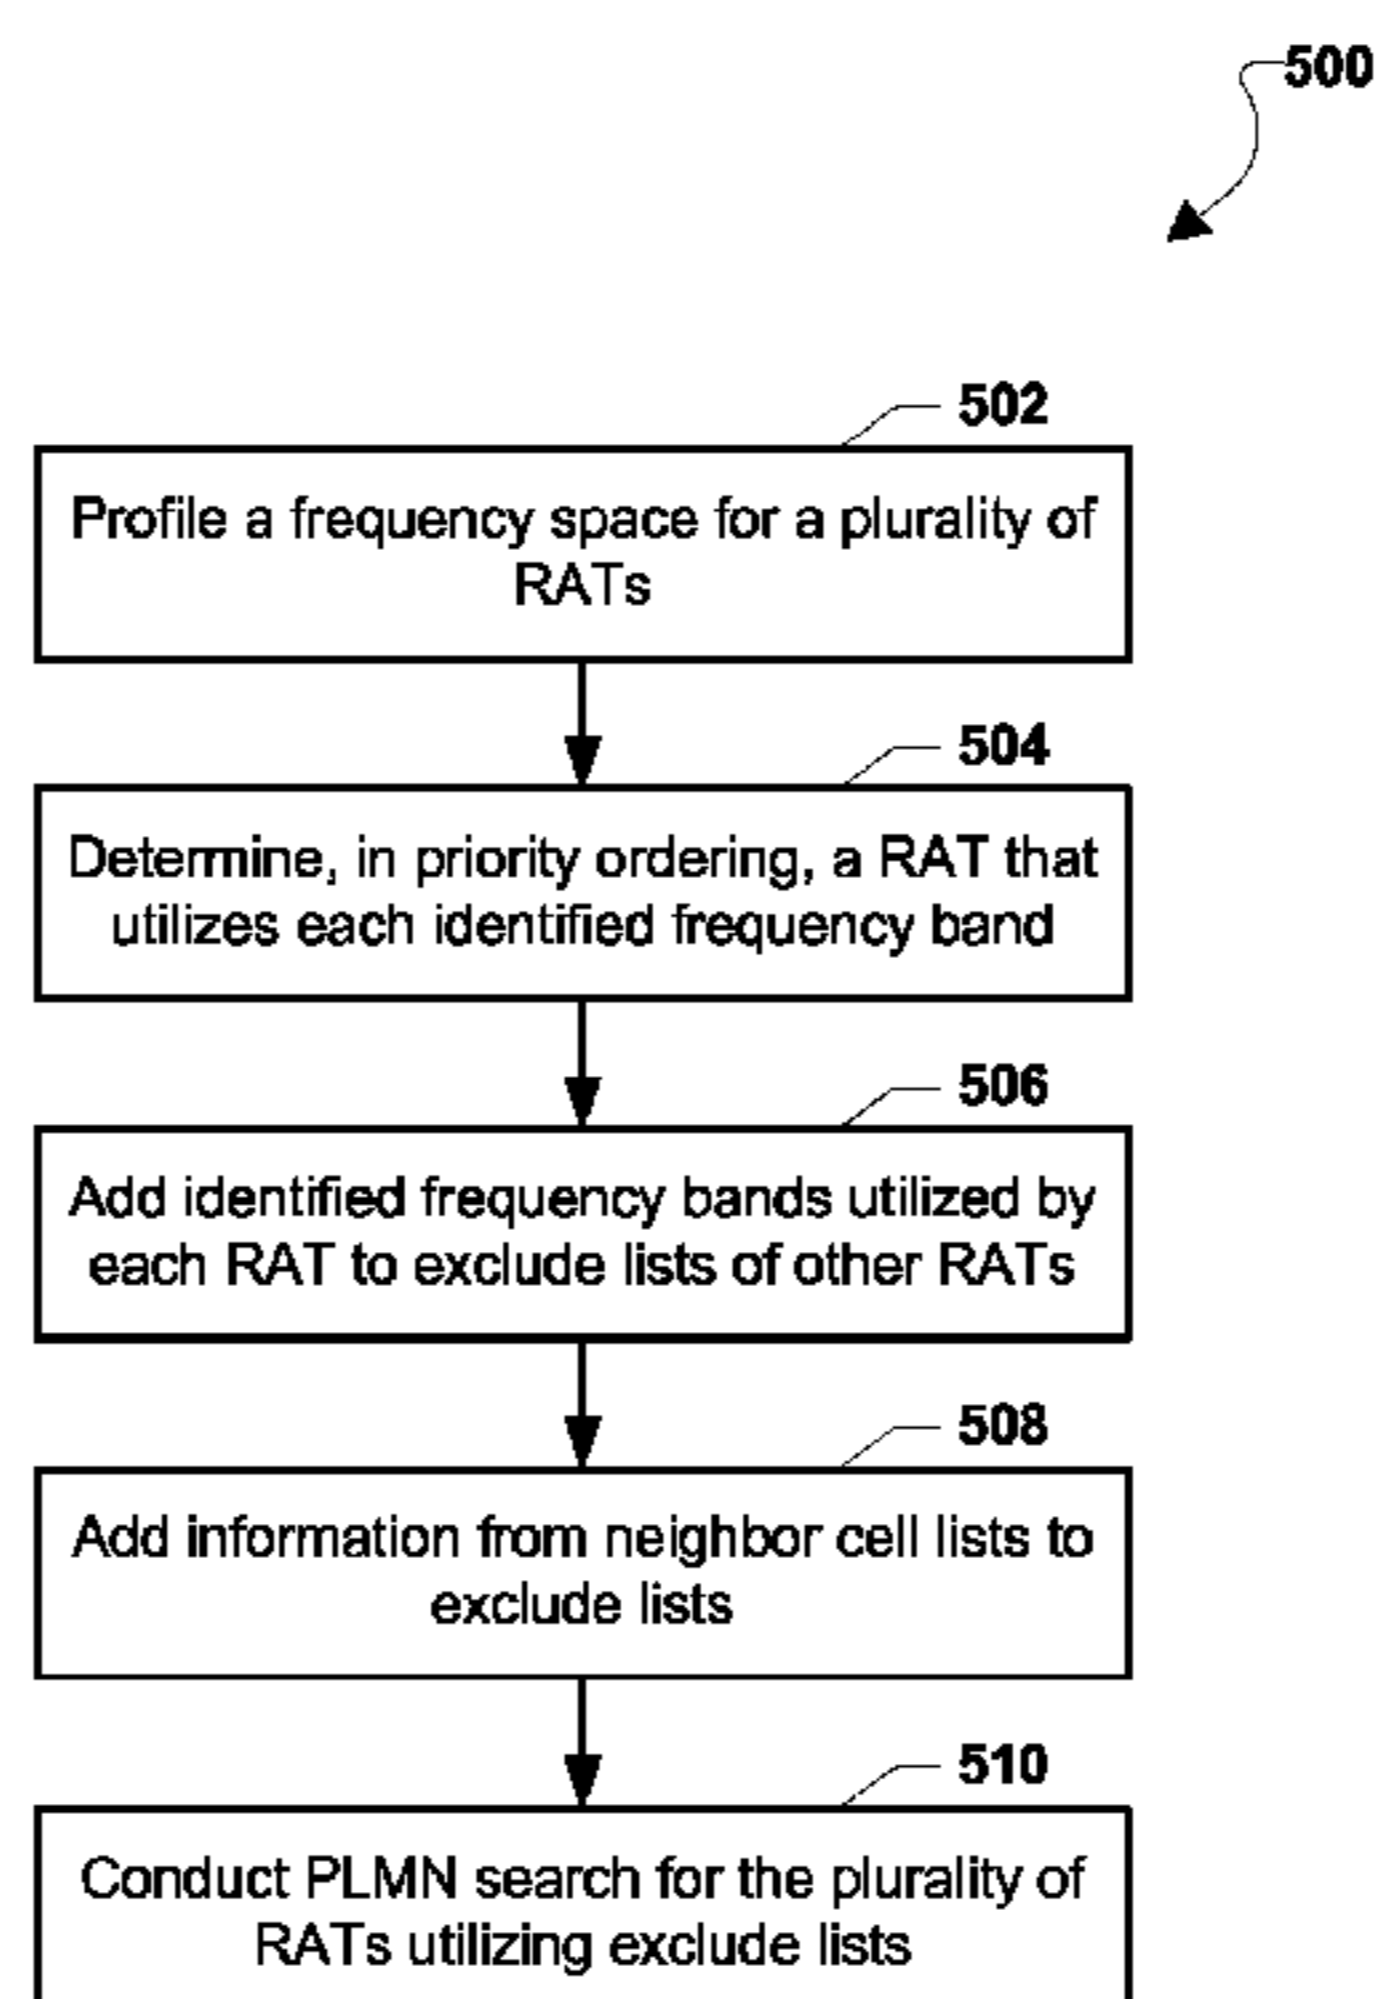 500
502
Profile a frequency space for a plurality of
RATs
504
Determine, in priority ordering, a RAT that
utilizes each identified frequency band
506
Add identified frequency bands utilized by
each RAT to exclude lists of other RATs
508
Add information from neighbor cell lists to
exclude lists
510
Conduct PLMN search for the plurality of
RATs utilizing exclude lists